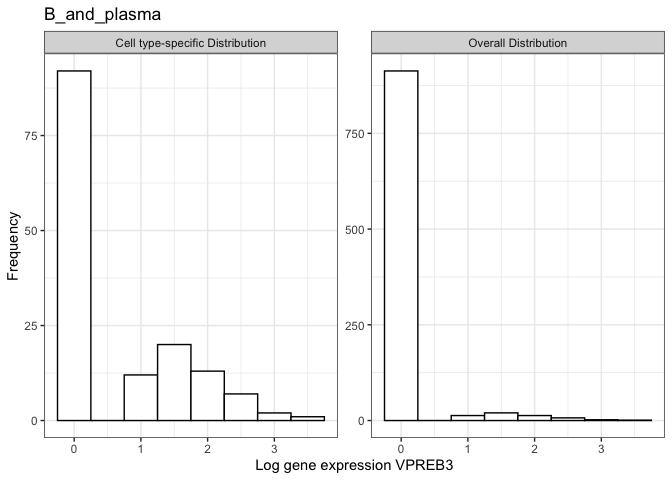 B_and_plasma
Cell type-specific Distribution
Overall Distribution
Frequency
75
50
25
0
750
500
250
0
0 1 2 3
0 1 2 3
Log gene expression VPREB3